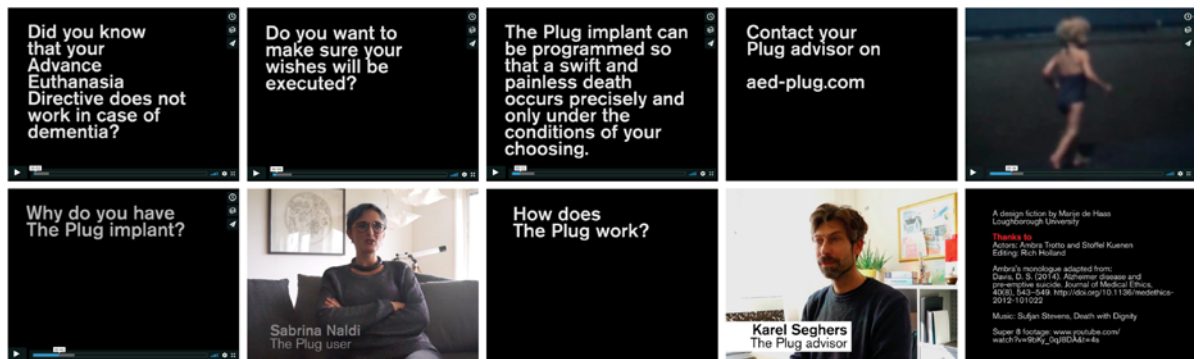 Did you know
that your
Advance
Euthanasia
Directive does not
work in case of
dementia?
Do you want to
make sure your
wishes will be
executed?
The Plug implant can
be programmed so
that a swift and
painless death
occurs precisely and
only under the
conditions of your
choosing.
Contact your
Plug advisor on
aed-plug.com
Why do you have
The Plug implant?
Sabrina Naldi
The Plug user
How does
The Plug work?
Karel Seghers
The Plug advisor
A design fiction by Marije de Haas
Loughborough University
Thanks to
Actors: Ambra Trotto and Stoffel Kuenen
Editing: Rich Holland
Ambra's monologue adapted from:
Davis, D. S. (2014). Alzheimer disease and
pre-emptive suicide. Journal of Medical Ethics,
40(8), 543–549. http://doi.org/10.1136/medethics-
2012-101022
Music: Sufjan Stevens, Death with Dignity
Super 8 footage: www.youtube.com/